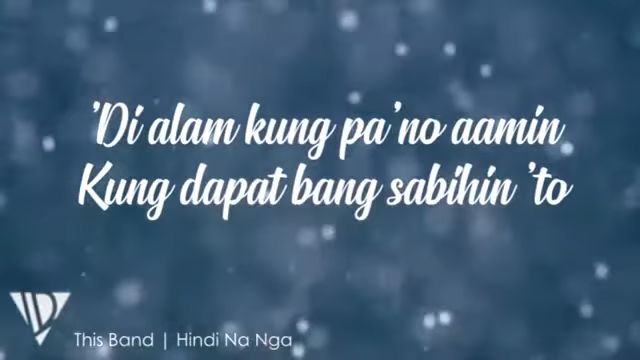 'Di alam kung pa'no aamin
Kung dapat bang sabihin 'to
This Band | Hindi Na Nga